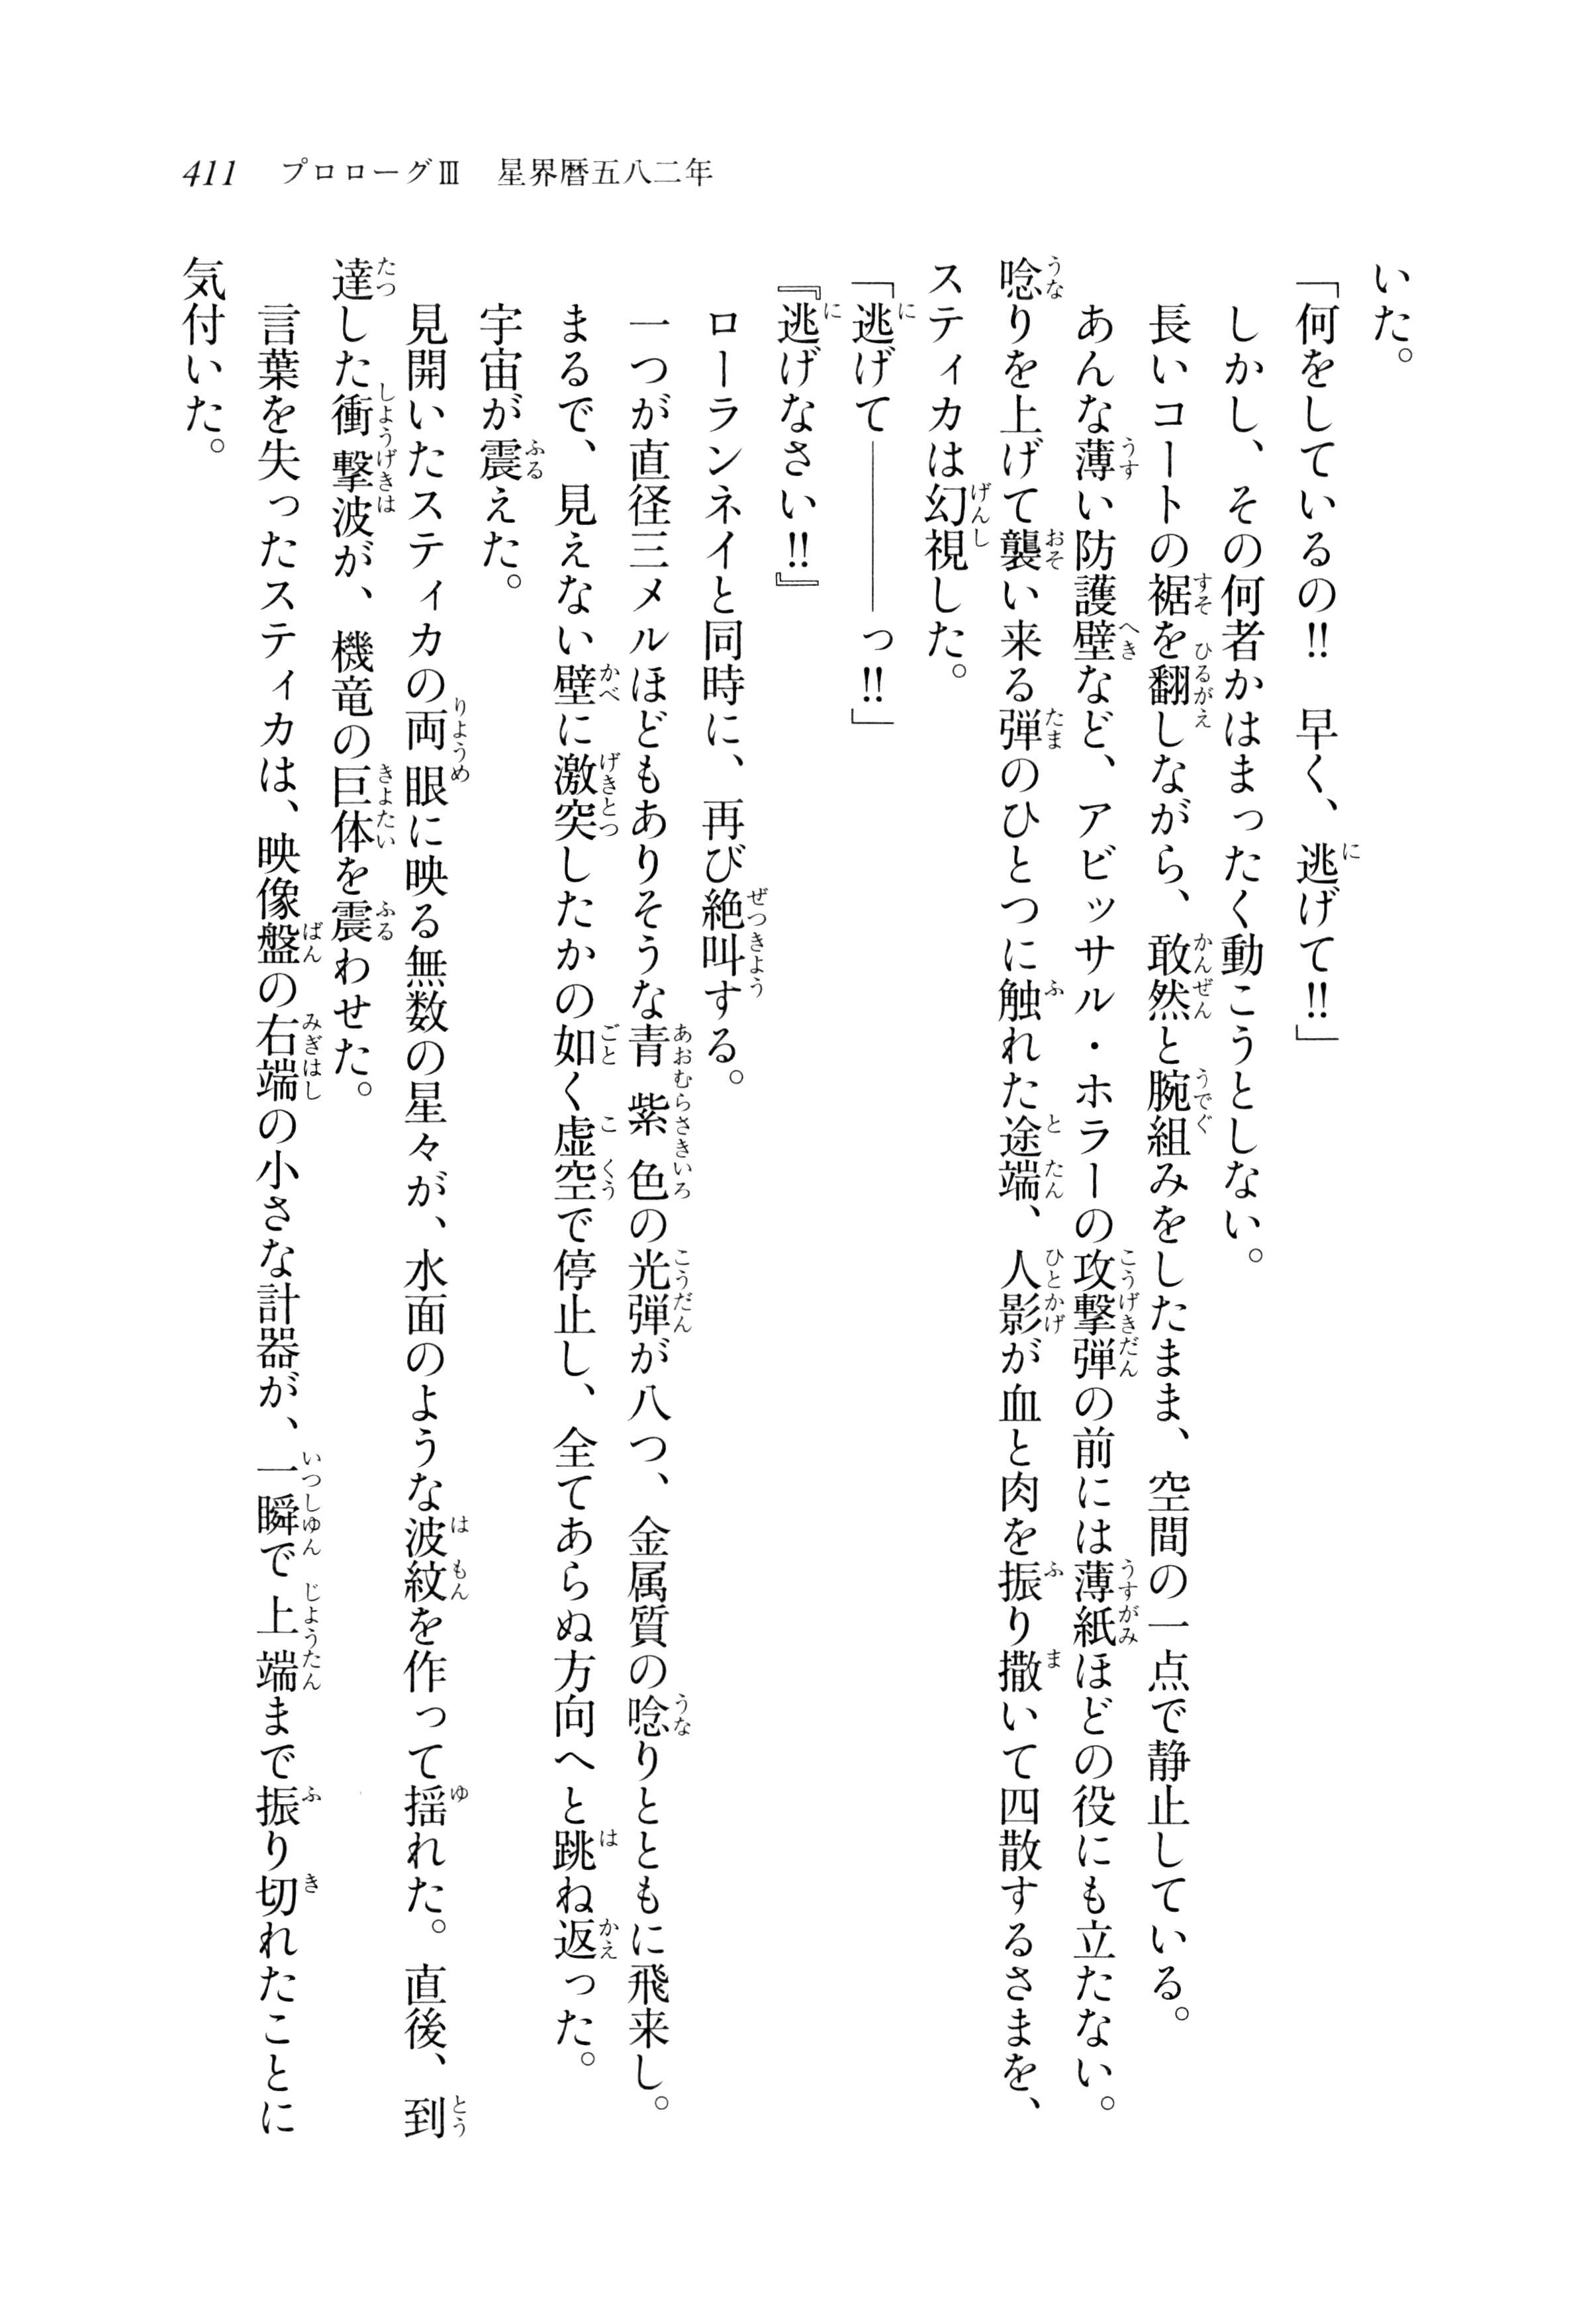 411 プロローグⅢ 星界暦五八二年
いた。
「何をしているの!! 早く、逃げて!!」
しかし、その何者かはまったく動こうとしない。
長いコートの裾を翻しながら、敢然と腕組みをしたまま、空間の一点で静止している。
あんな薄い防護壁など、アビッサル・ホラーの攻撃弾の前には薄紙ほどの役にも立たない。
唸りを上げて襲い来る弾のひとつに触れた途端、人影が血と肉を振り撒いて四散するさまを、
スティカは幻視した。
「逃げて――――っ!!」
『逃げなさい!!』
ローランネイと同時に、再び絶叫する。
一つが直径三メルほどもありそうな青紫色の光弾が八つ、金属質の唸りとともに飛来し。
まるで、見えない壁に激突したかの如く虚空で停止し、全てあらぬ方向へと跳ね返った。
宇宙が震えた。
見開いたスティカの両眼に映る無数の星々が、水面のような波紋を作って揺れた。直後、到
達した衝撃波が、機竜の巨体を震わせた。
言葉を失ったスティカは、映像盤の右端の小さな計器が、一瞬で上端まで振り切れたことに
気付いた。